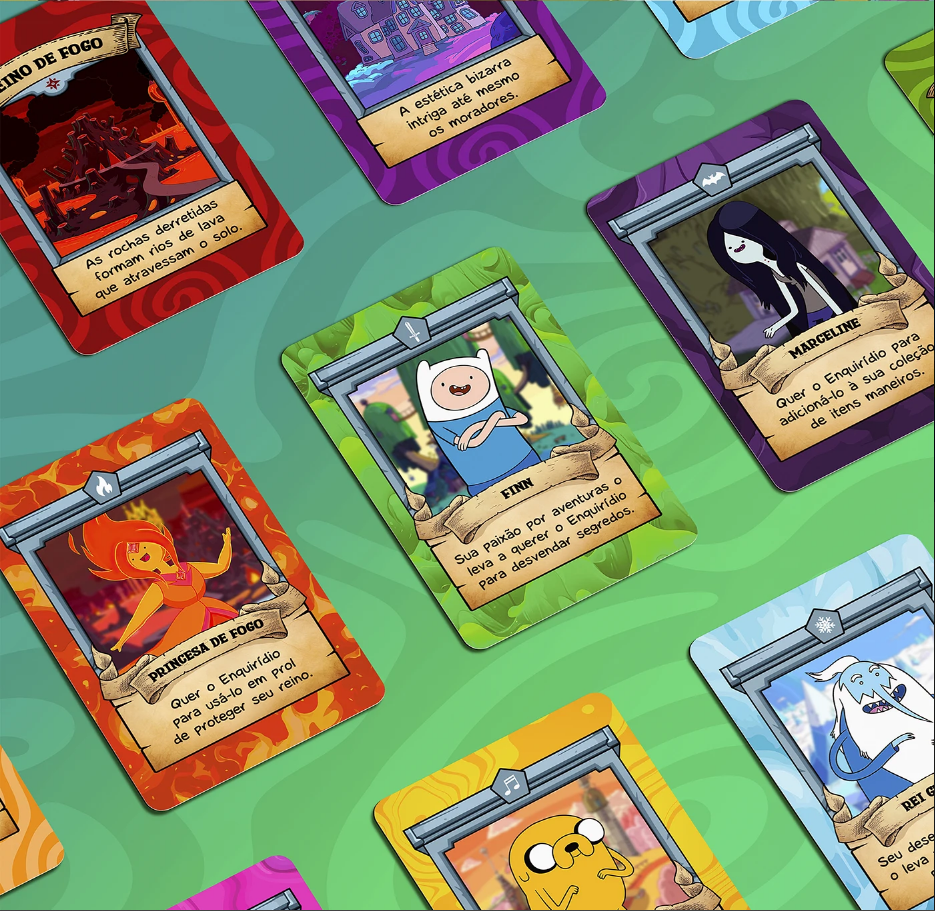 EINO DE FOGO
As rochas derretidas
formam rios de lava
que atravessam o solo.
A estética bizarra
intriga até mesmo
os moradores.
MARCELINE
Quer o Enquirídio para
adicioná-lo à sua coleção
de itens maneiros.
FINN
Sua paixão por aventuras o
leva a querer o Enquirídio
para desvendar segredos.
PRINCESA DE FOGO
Quer o Enquirídio
para usá-lo em prol
de proteger seu reino.
REI G
Seu dese
o leva